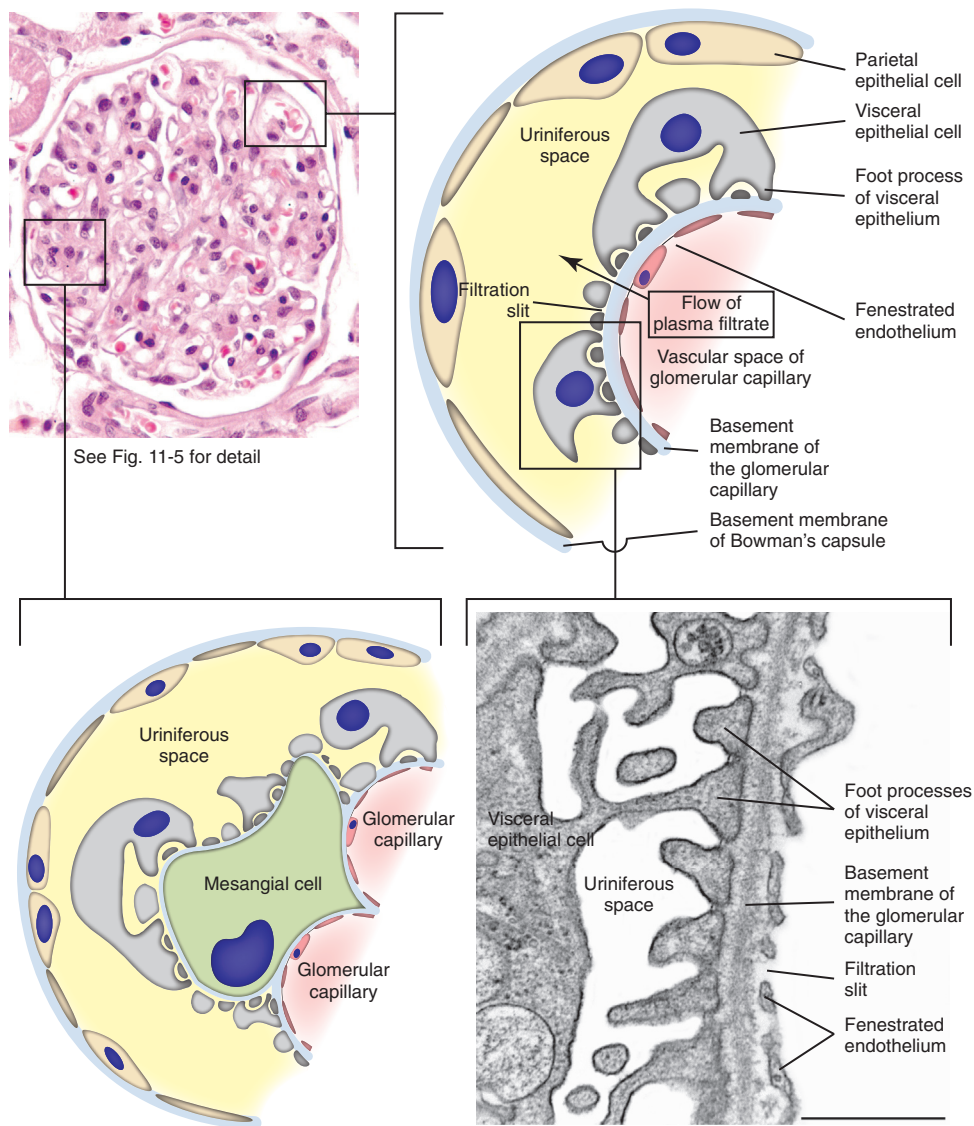 Parietal
epithelial cell
Visceral
epithelial cell
Uriniferous
space
Foot process
of visceral
epithelium
Filtration
slit
Flow of
plasma filtrate
Fenestrated
endothelium
Vascular space of
glomerular capillary
Basement
membrane of
the glomerular
capillary
See Fig. 11-5 for detail
Basement membrane
of Bowman's capsule
Uriniferous
space
Glomerular
capillary
Mesangial cell
Glomerular
capillary
Foot processes
of visceral
epithelium
Visceral
epithelial cell
Uriniferous
space
Basement
membrane of
the glomerular
capillary
Filtration
slit
Fenestrated
endothelium